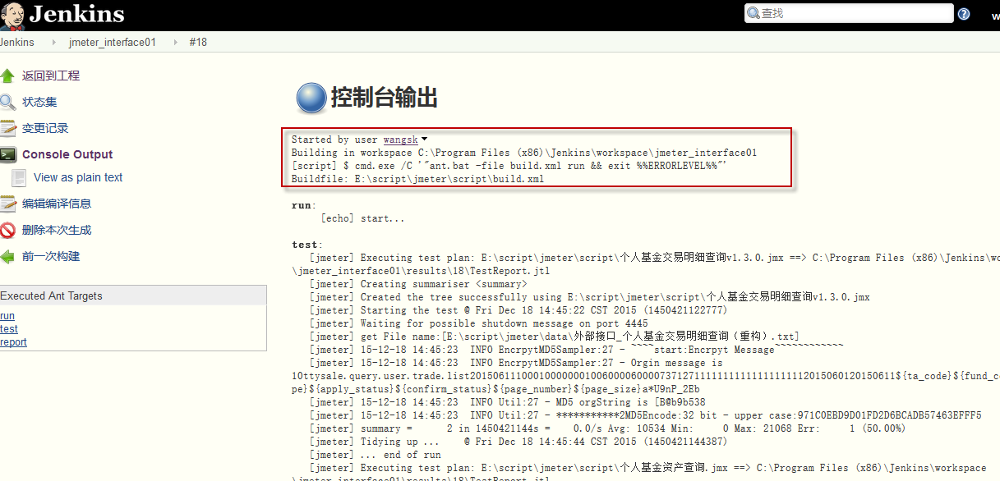 Jenkins
查找
Jenkins
jmeter_interface01
#18
返回到工程
状态集
变更记录
Console Output
View as plain text
编辑编译信息
删除本次生成
前一次构建
Executed Ant Targets
run
test
report
控制台输出
Started by user wangsk
Building in workspace C:\Program Files (x86)\Jenkins\workspace\jmeter_interface01
[script] $ cmd.exe /C '"ant.bat -file build.xml run && exit %%ERRORLEVEL%%"'
Buildfile: E:\script\jmeter\script\build.xml
run:
[echo] start...
test:
[jmeter] Executing test plan: E:\script\jmeter\script\个人基金交易明细查询v1.3.0.jmx ==> C:\Program Files (x86)\Jenkins\wo
\jmeter_interface01\results\18\TestReport.jtl
[jmeter] Creating summariser <summary>
[jmeter] Created the tree successfully using E:\script\jmeter\script\个人基金交易明细查询v1.3.0.jmx
[jmeter] Starting the test @ Fri Dec 18 14:45:22 CST 2015 (1450421122777)
[jmeter] Waiting for possible shutdown message on port 4445
[jmeter] get File name:[E:\script\jmeter\data\外部接口_个人基金交易明细查询（重构）.txt]
[jmeter] 15-12-18 14:45:23  INFO EncrpytMD5Sampler:27 - ~~~~start:Encrpyt Message~~~~~~~~~~~~
[jmeter] 15-12-18 14:45:23  INFO EncrpytMD5Sampler:27 - Orgin message is
[jmeter] 15-12-18 14:45:23  INFO Util:27 - MD5 orgString is [B@b9b538
[jmeter] 15-12-18 14:45:23  INFO Util:27 - ***********2MD5Encode:32 bit - upper case:971C0EBD9D01FD2D6BCADB57463EFFF5
[jmeter] summary =      2 in 1450421144s =    0.0/s Avg: 10534 Min:     0 Max: 21068 Err:     1 (50.00%)
[jmeter] Tidying up ...    @ Fri Dec 18 14:45:44 CST 2015 (1450421144387)
[jmeter] ... end of run
[jmeter] Executing test plan: E:\script\jmeter\script\个人基金资产查询.jmx ==> C:\Program Files (x86)\Jenkins\workspace
\jmeter_interface01\results\18\TestReport.jtl